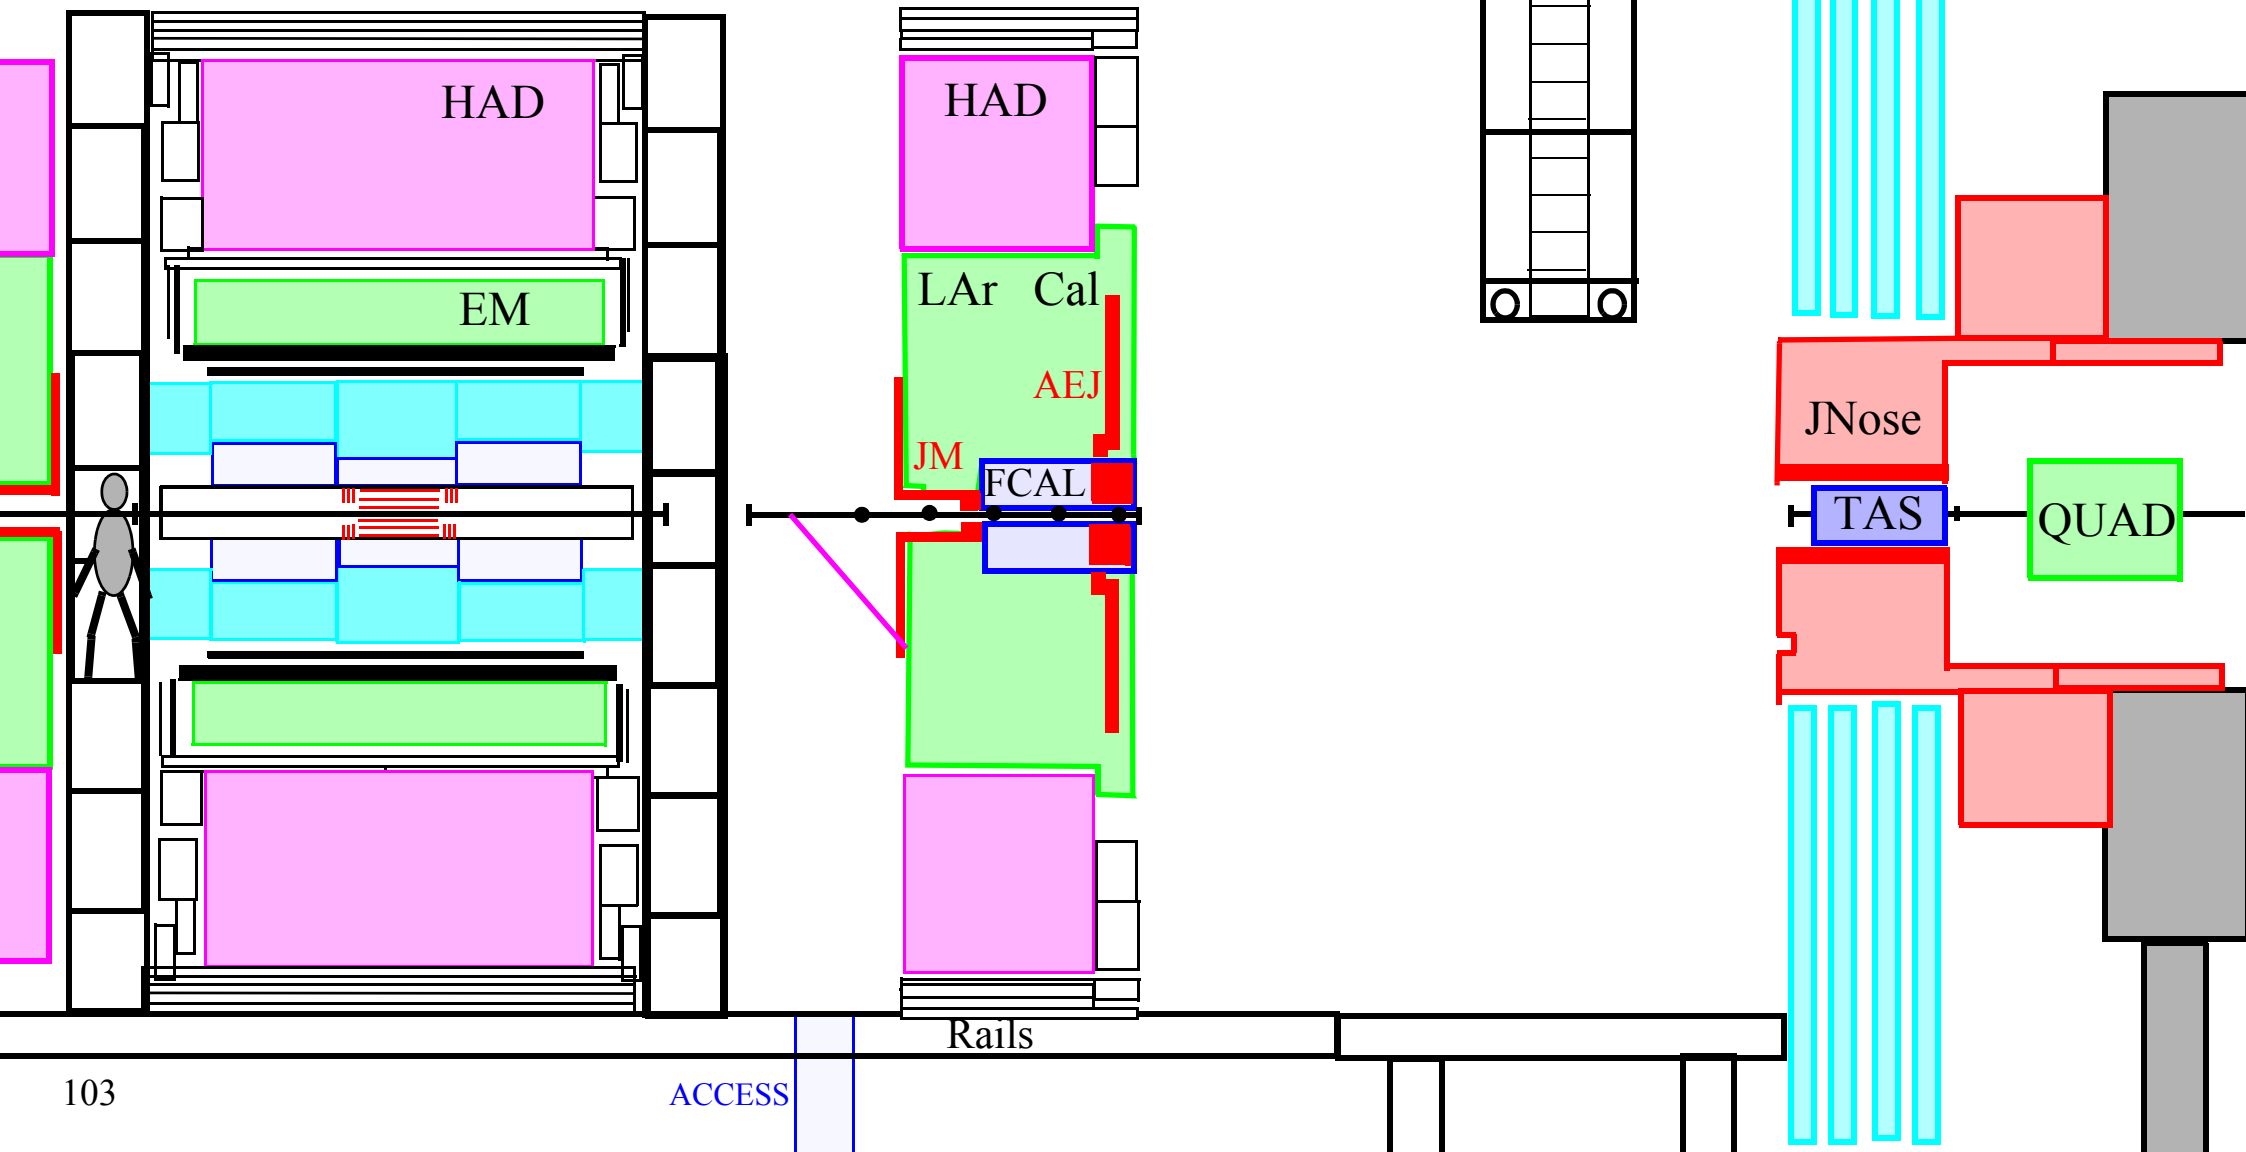 HAD
HAD
EM
LAr Cal
AEJ
JM
FCAL
JNose
TAS
QUAD
Rails
103
ACCESS